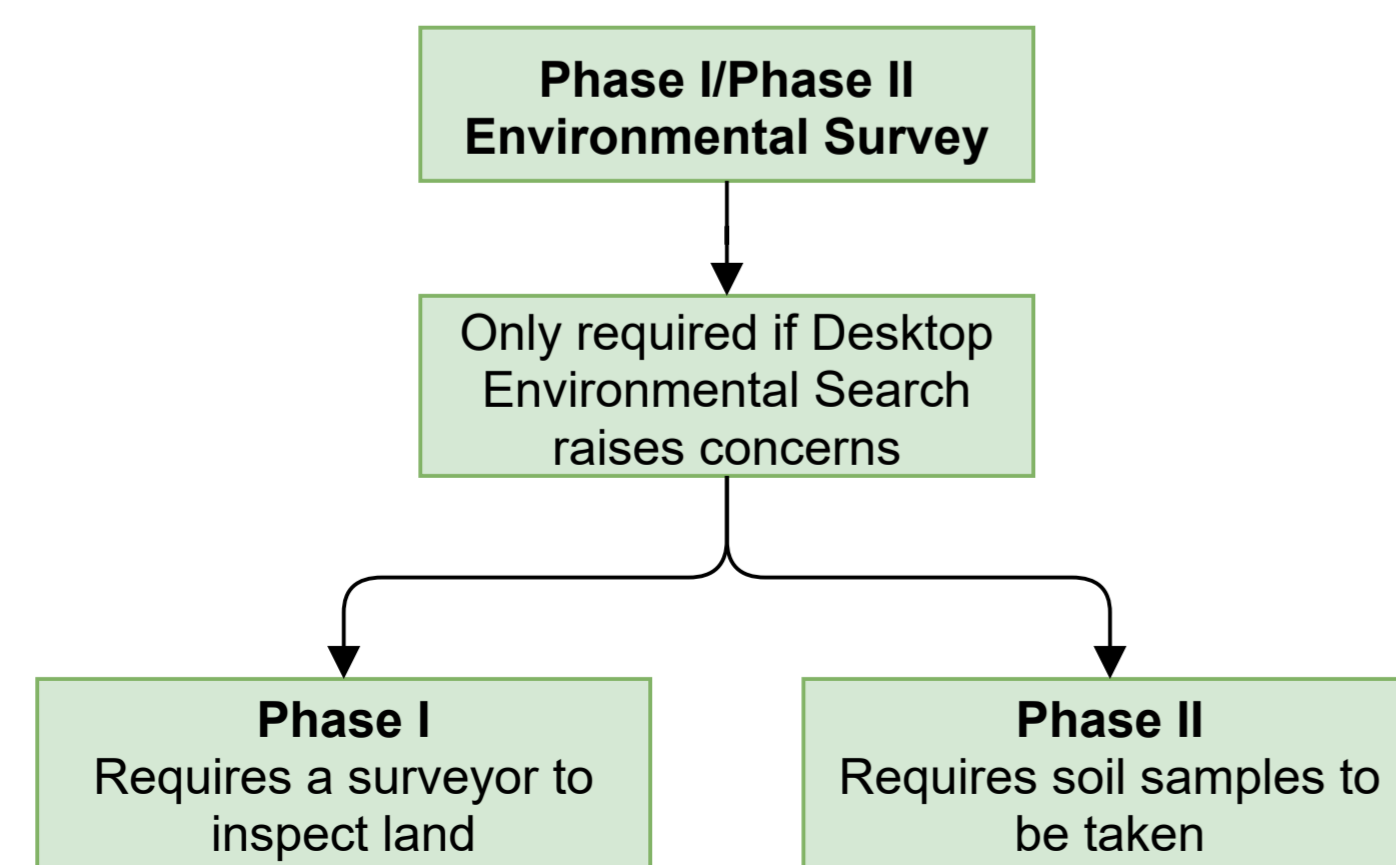 Phase I/Phase II
Environmental Survey
Only required if Desktop
Environmental Search
raises concerns
Phase I
Requires a surveyor to
inspect land
Phase II
Requires soil samples to
be taken